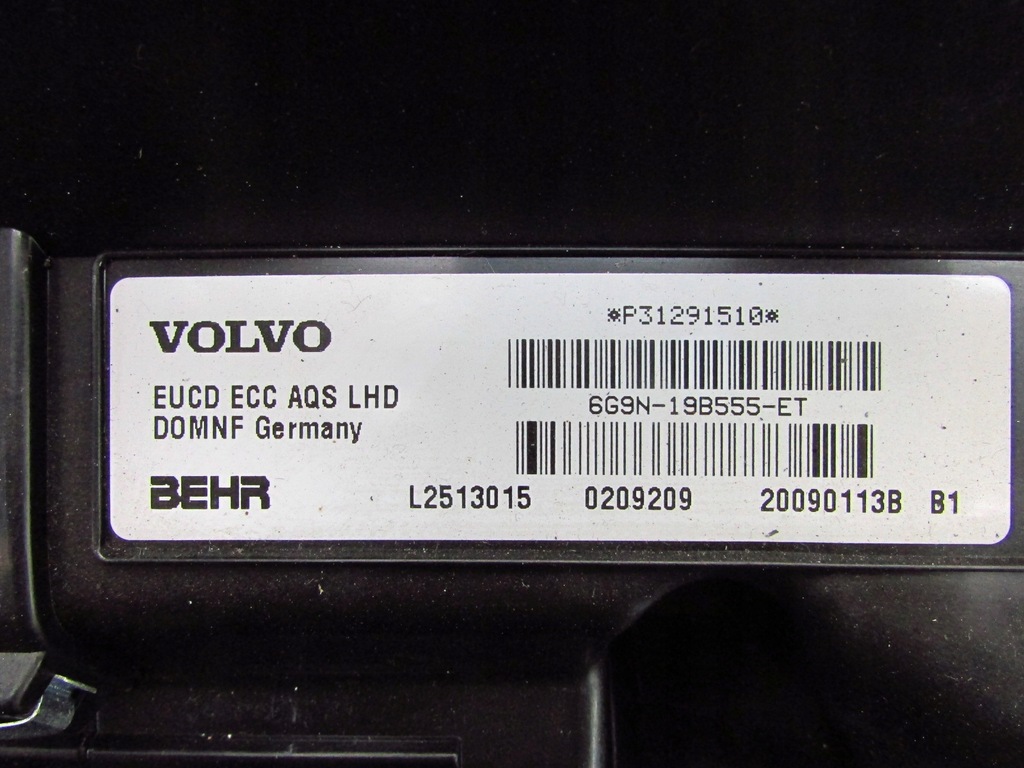 VOLVO
*P31291510*
EUCD ECC AQS LHD
6G9N-19B555-ET
DOMNF Germany
BEHR
L2513015 0209209 20090113B B1